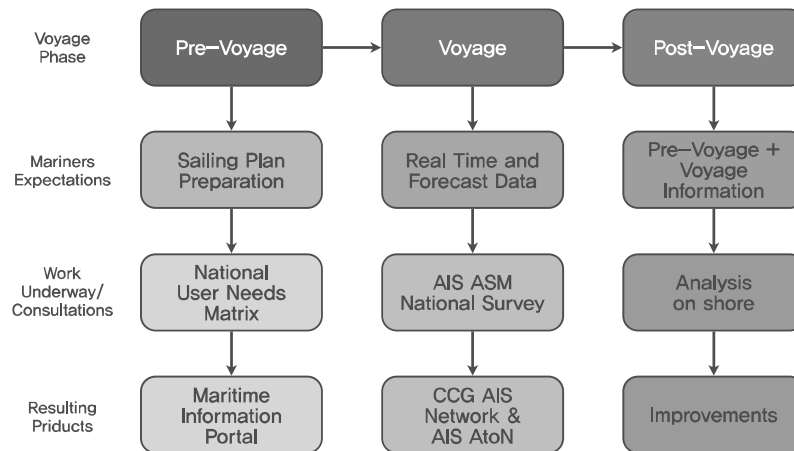 Voyage
Phase
Pre-Voyage
Voyage
Post-Voyage
Mariners
Expectations
Sailing Plan
Preparation
Real Time and
Forecast Data
Pre-Voyage +
Voyage
Information
Work
Underway/
Consultations
National
User Needs
Matrix
AIS ASM
National Survey
Analysis
on shore
Resulting
Priducts
Maritime
Information
Portal
CCG AIS
Network &
AIS AtoN
Improvements